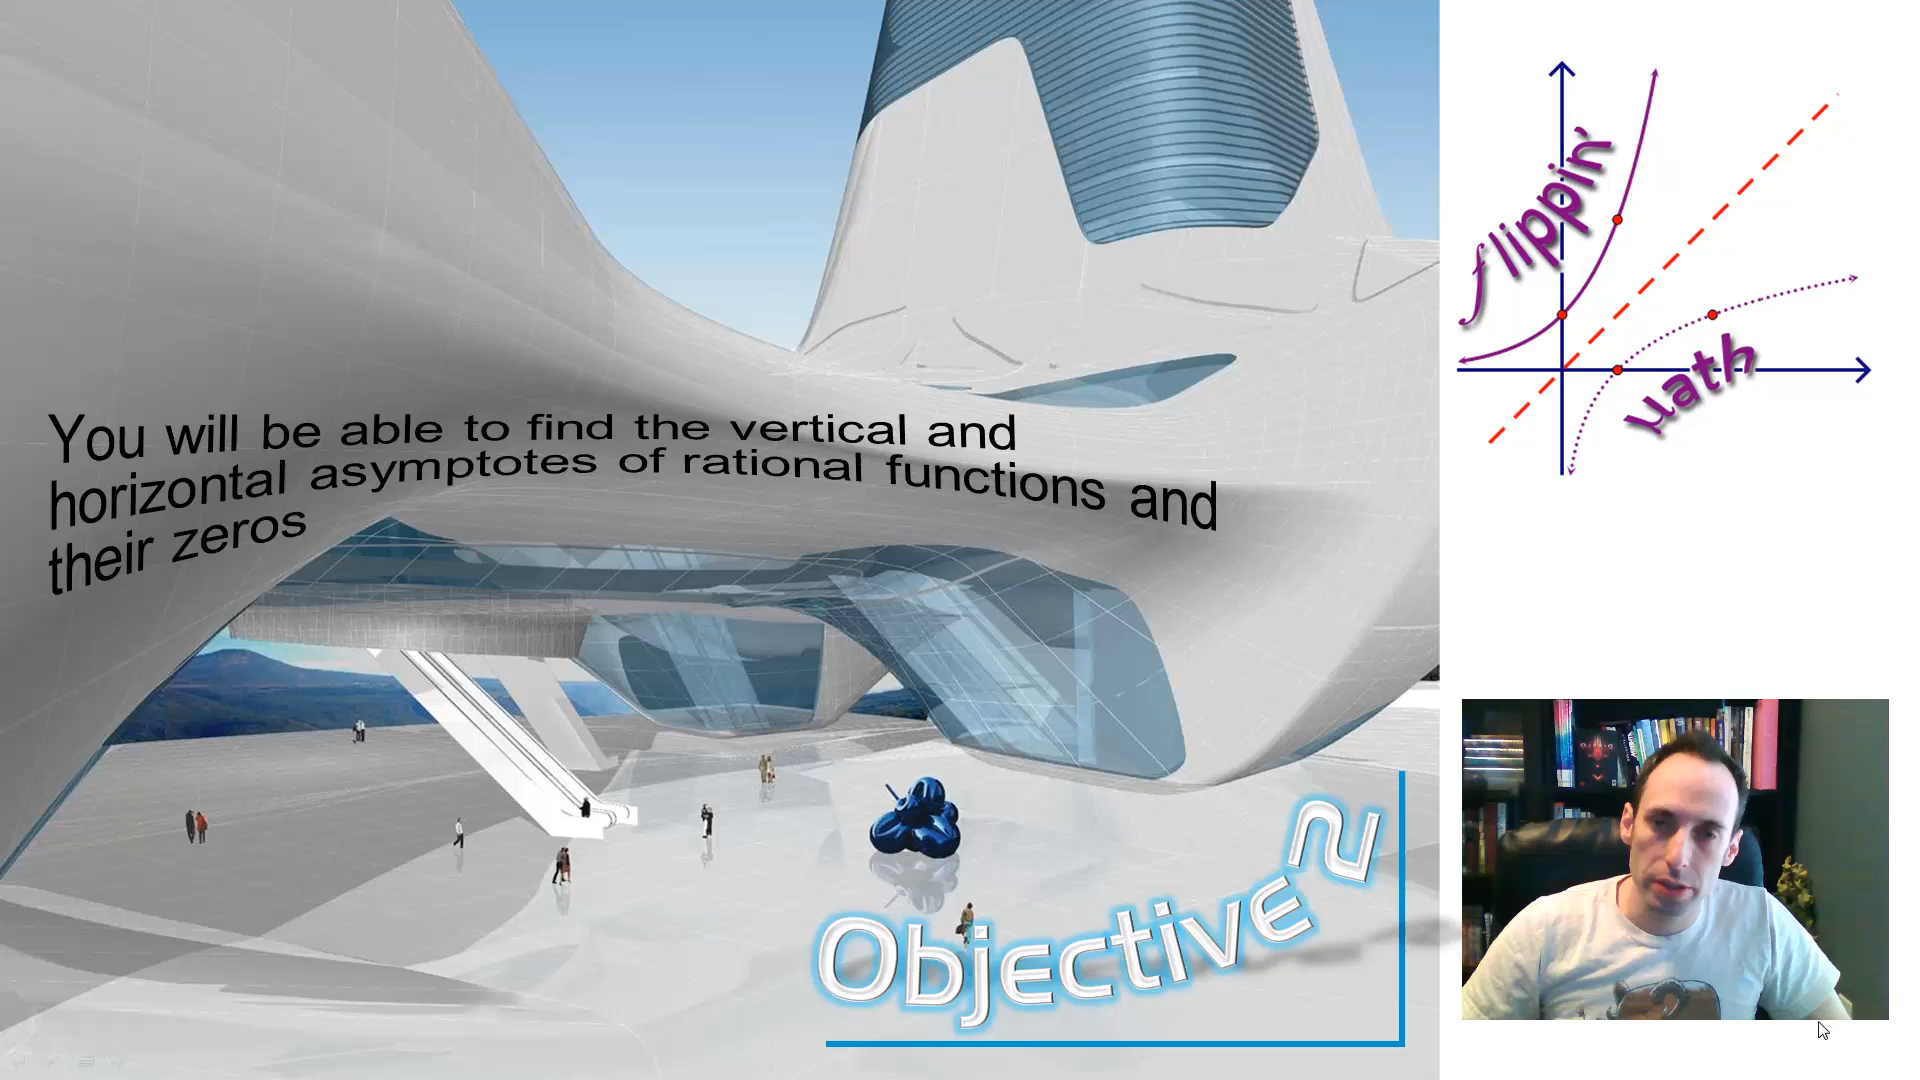 You will be able to find the vertical and
horizontal asymptotes of rational functions and
their zeros
Objective 2
flippin'
math